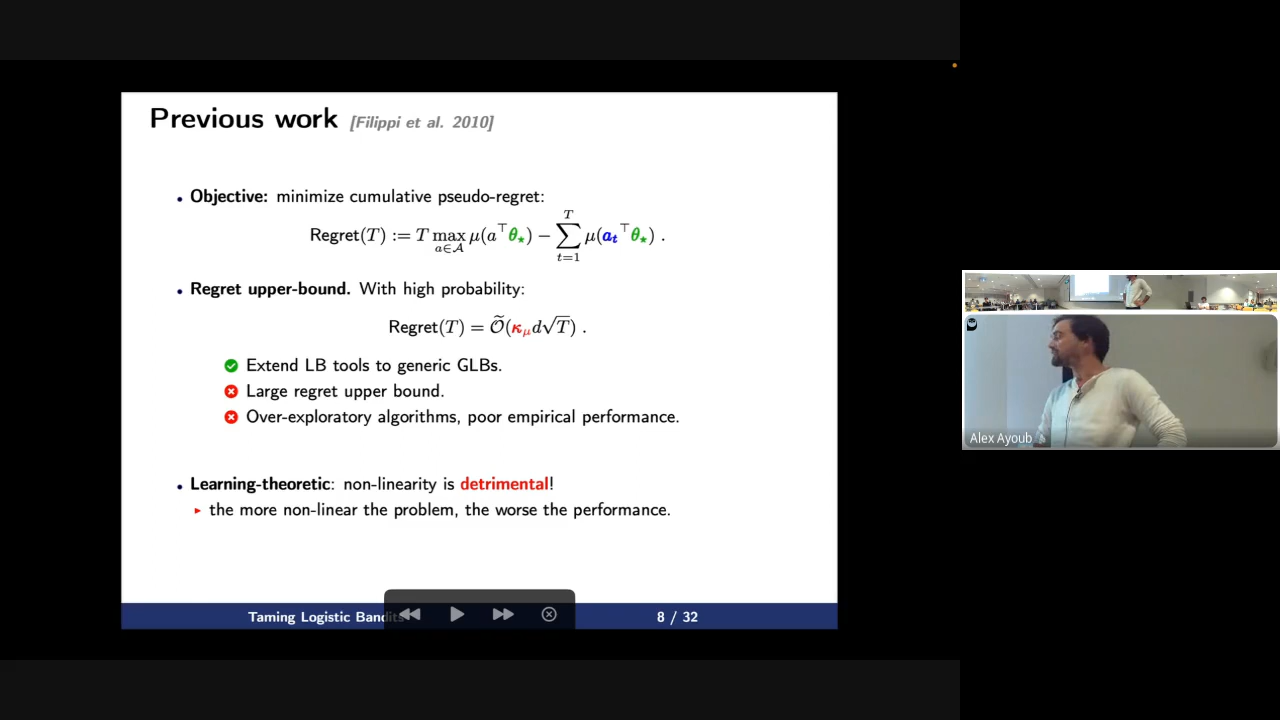 Previous work [Filippi et al. 2010]
• Objective: minimize cumulative pseudo-regret:
Regret(T) := T max_{a∈𝒜} μ(a^⊤θ_⋆) − ∑_{t=1}^{T} μ(a_t^⊤θ_⋆) .
• Regret upper-bound. With high probability:
Regret(T) = Õ(κ_μ d√T) .
Extend LB tools to generic GLBs.
Large regret upper bound.
Over-exploratory algorithms, poor empirical performance.
• Learning-theoretic: non-linearity is detrimental!
▸ the more non-linear the problem, the worse the performance.
Taming Logistic Bandits
8 / 32
Alex Ayoub